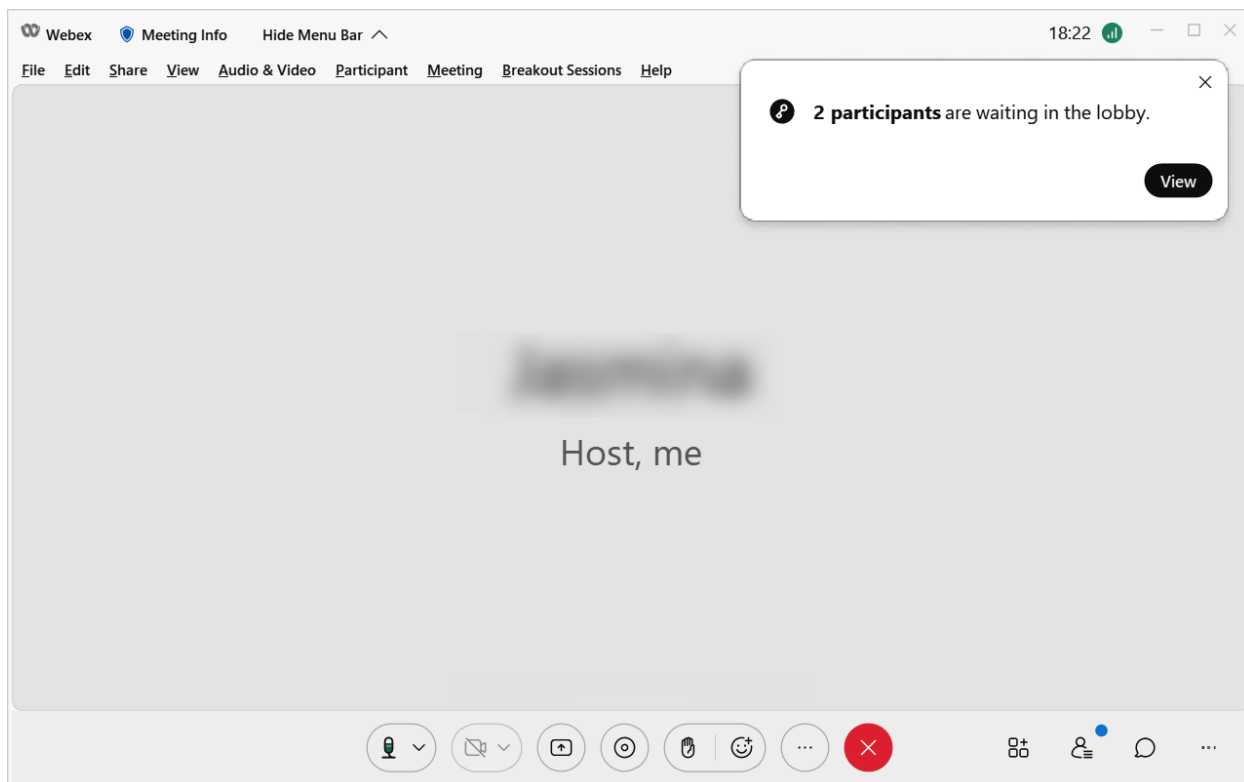 Webex Meeting Info Hide Menu Bar 18:22
File Edit Share View Audio & Video Participant Meeting Breakout Sessions Help
2 participants are waiting in the lobby.
View
Host, me